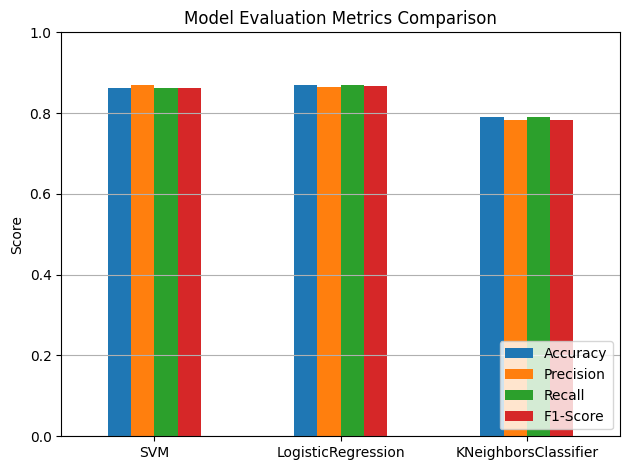 Model Evaluation Metrics Comparison
1.0
0.8
0.6
0.4
0.2
0.0
Score
SVM
LogisticRegression
KNeighborsClassifier
Accuracy
Precision
Recall
F1-Score